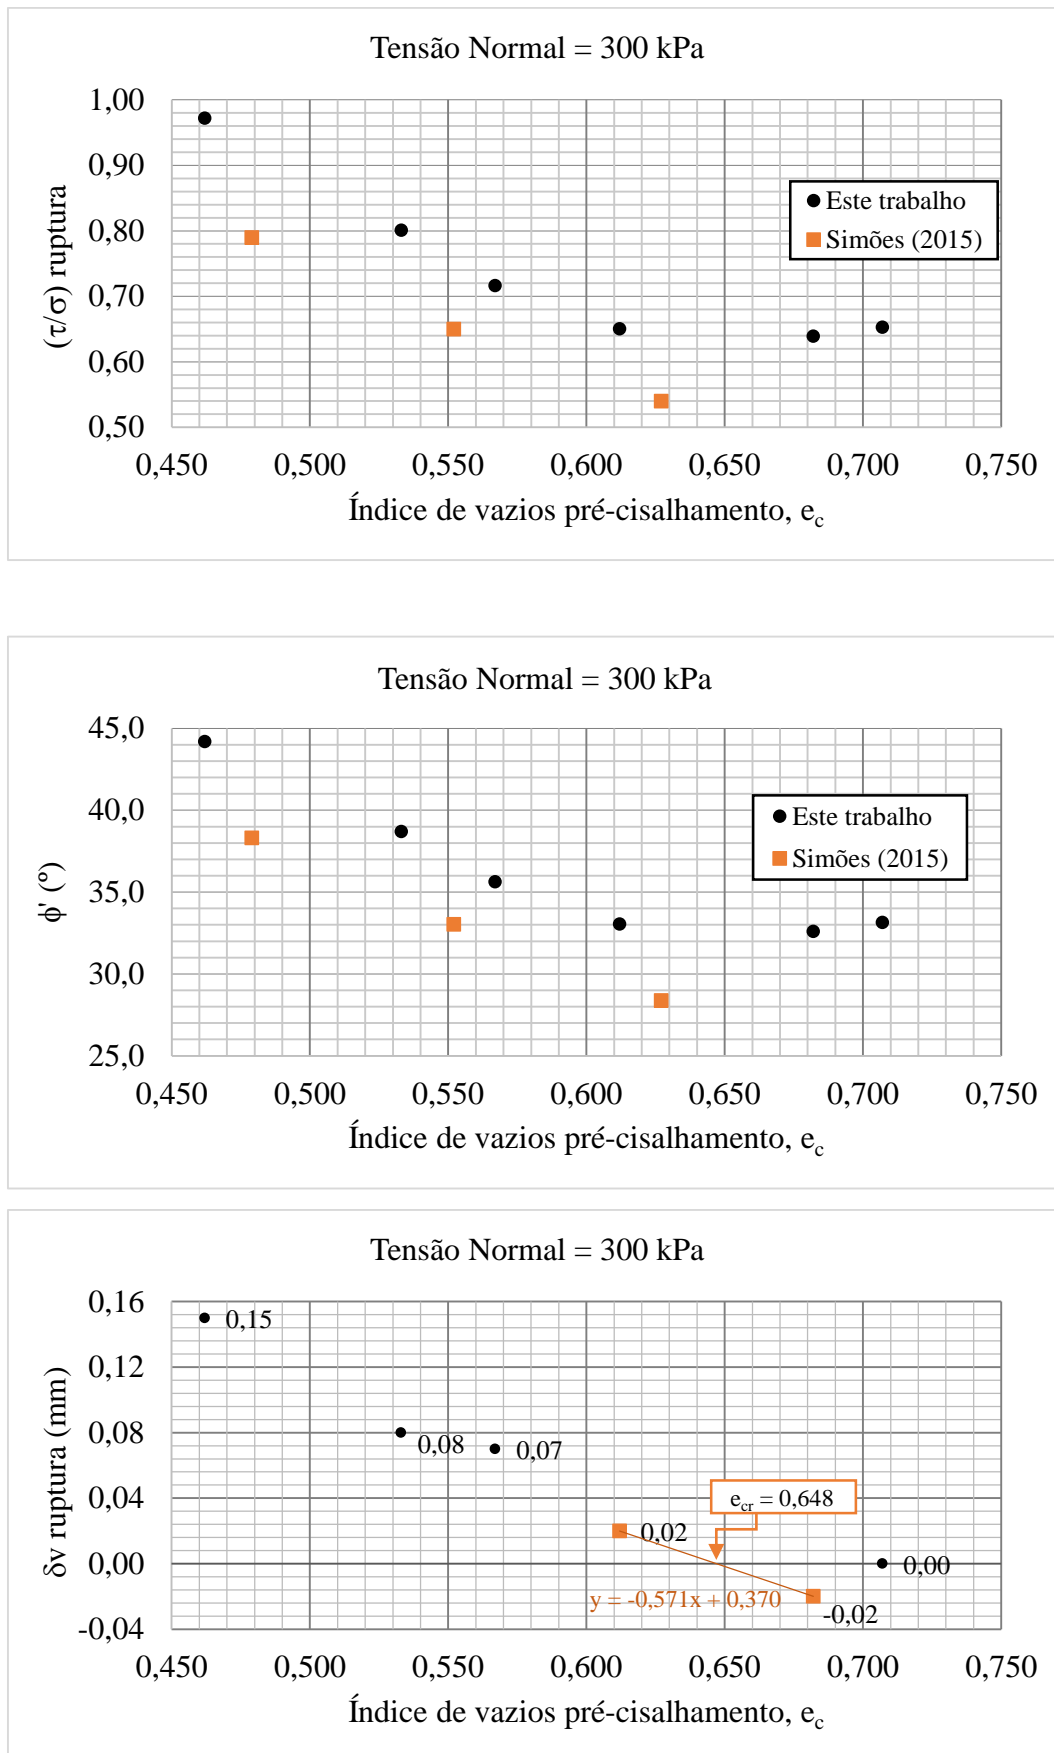 Tensão Normal = 300 kPa
1,00
0,90
0,80
0,70
0,60
0,50
(τ/σ) ruptura
Este trabalho
Simões (2015)
0,450 0,500 0,550 0,600 0,650 0,700 0,750
Índice de vazios pré-cisalhamento, e_c
Tensão Normal = 300 kPa
45,0
40,0
35,0
30,0
25,0
ϕ' (º)
Este trabalho
Simões (2015)
0,450 0,500 0,550 0,600 0,650 0,700 0,750
Índice de vazios pré-cisalhamento, e_c
Tensão Normal = 300 kPa
0,16
0,12
0,08
0,04
0,00
-0,04
δv ruptura (mm)
0,15
0,08
0,07
e_cr = 0,648
0,02
0,00
y = -0,571x + 0,370
-0,02
0,450 0,500 0,550 0,600 0,650 0,700 0,750
Índice de vazios pré-cisalhamento, e_c